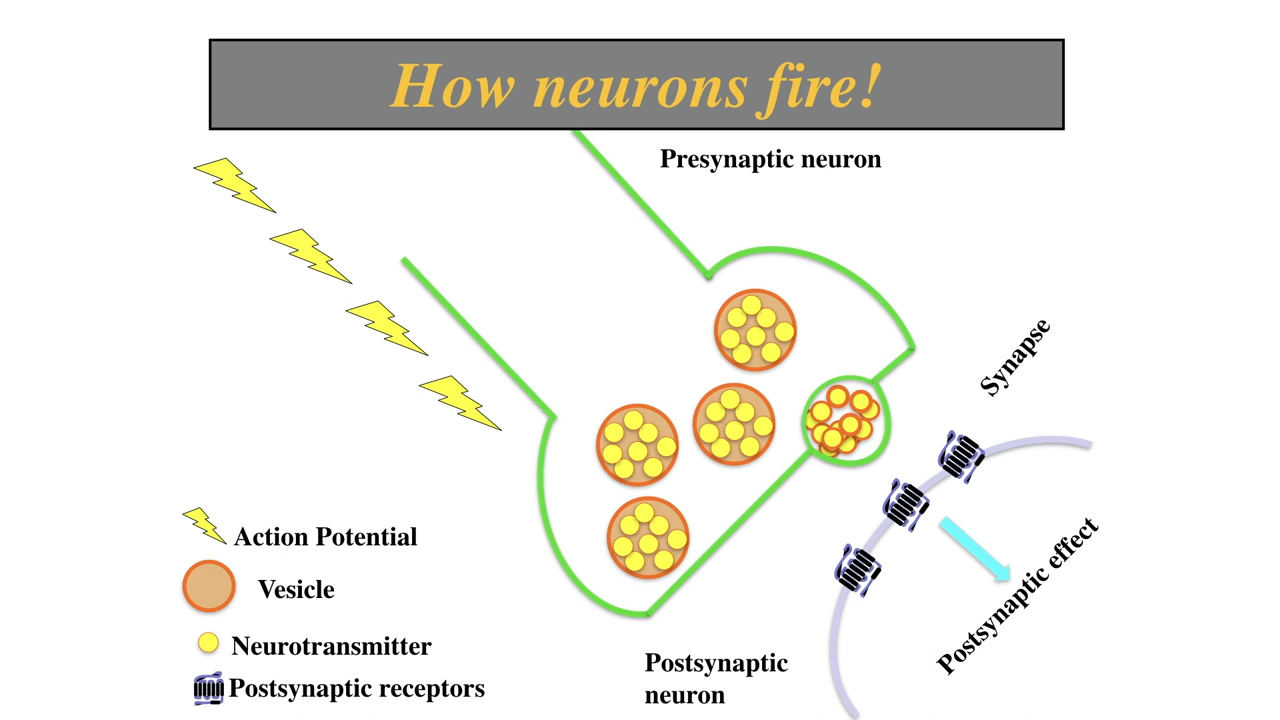 How neurons fire!
Presynaptic neuron
Synapse
Postsynaptic effect
Action Potential
Vesicle
Neurotransmitter
Postsynaptic receptors
Postsynaptic
neuron